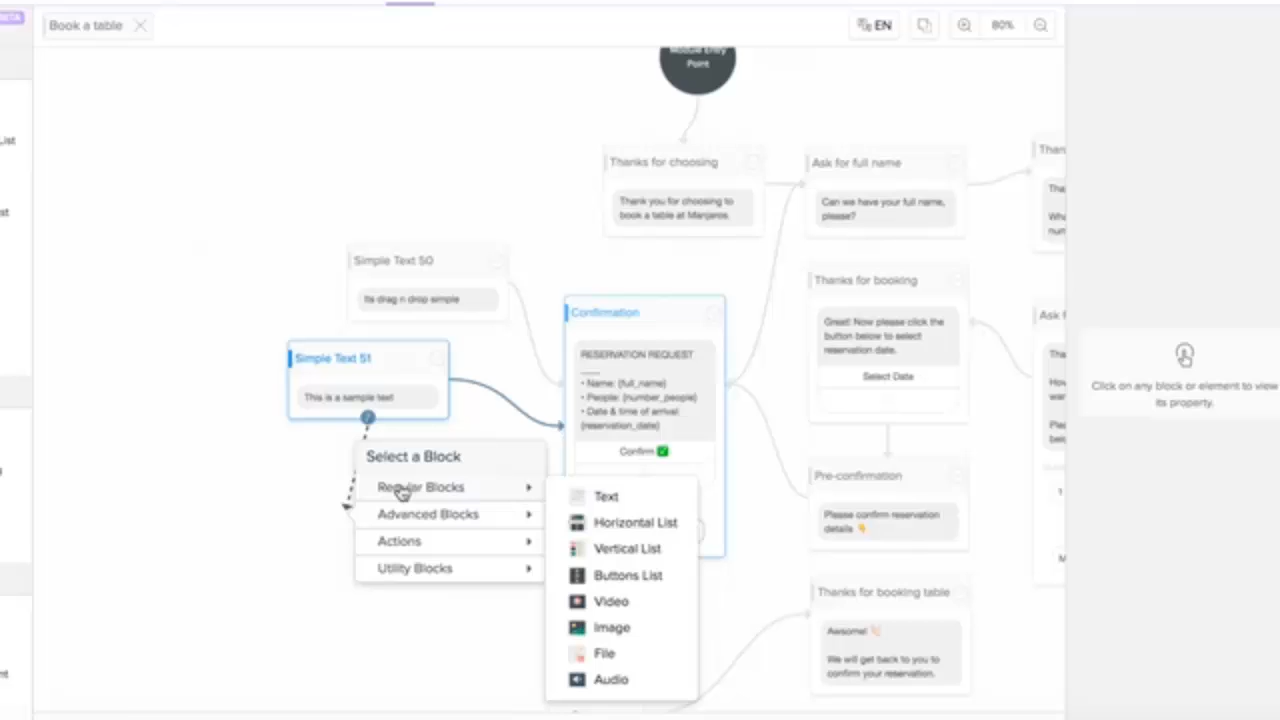 BETA
Book a table
EN
80%
Point
List
Thanks for choosing
Thank you for choosing to
book a table at Manjaros.
Ask for full name
Can we have your full name,
please?
Simple Text 50
Its drag n drop simple
Simple Text 51
This is a sample text
Confirmation
RESERVATION REQUEST
• Name: {full_name}
• People: {number_people}
• Date & time of arrival:
{reservation_date}
Confirm ✅
Thanks for booking
Great! Now please click the
button below to select
reservation date.
Select Date
Pre-confirmation
Please confirm reservation
details 👇
Thanks for booking table
Awsome! 👋🏻
We will get back to you to
confirm your reservation.
Select a Block
Regular Blocks
Advanced Blocks
Actions
Utility Blocks
Text
Horizontal List
Vertical List
Buttons List
Video
Image
File
Audio
Click on any block or element to view
its property.